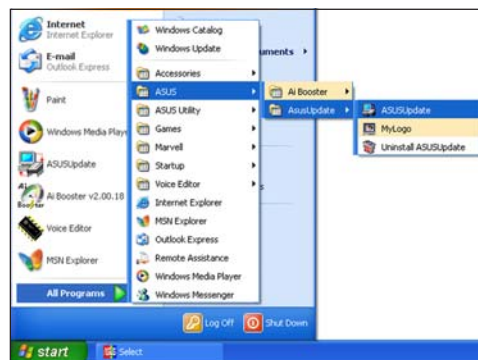 Internet
Internet Explorer
E-mail
Outlook Express
Paint
Windows Media Play
ASUSUpdate
Ai Booster v2.00.18
Voice Editor
MSN Explorer
All Programs
Windows Catalog
Windows Update
Accessories
ASUS
ASUS Utility
Games
Marvell
Startup
Voice Editor
Internet Explorer
MSN Explorer
Outlook Express
Remote Assistance
Windows Media Player
Windows Messenger
uments
s
Ai Booster
AsusUpdate
ASUSUpdate
MyLogo
Uninstall ASUSUpdate
Log Off
Shut Down
start
Select